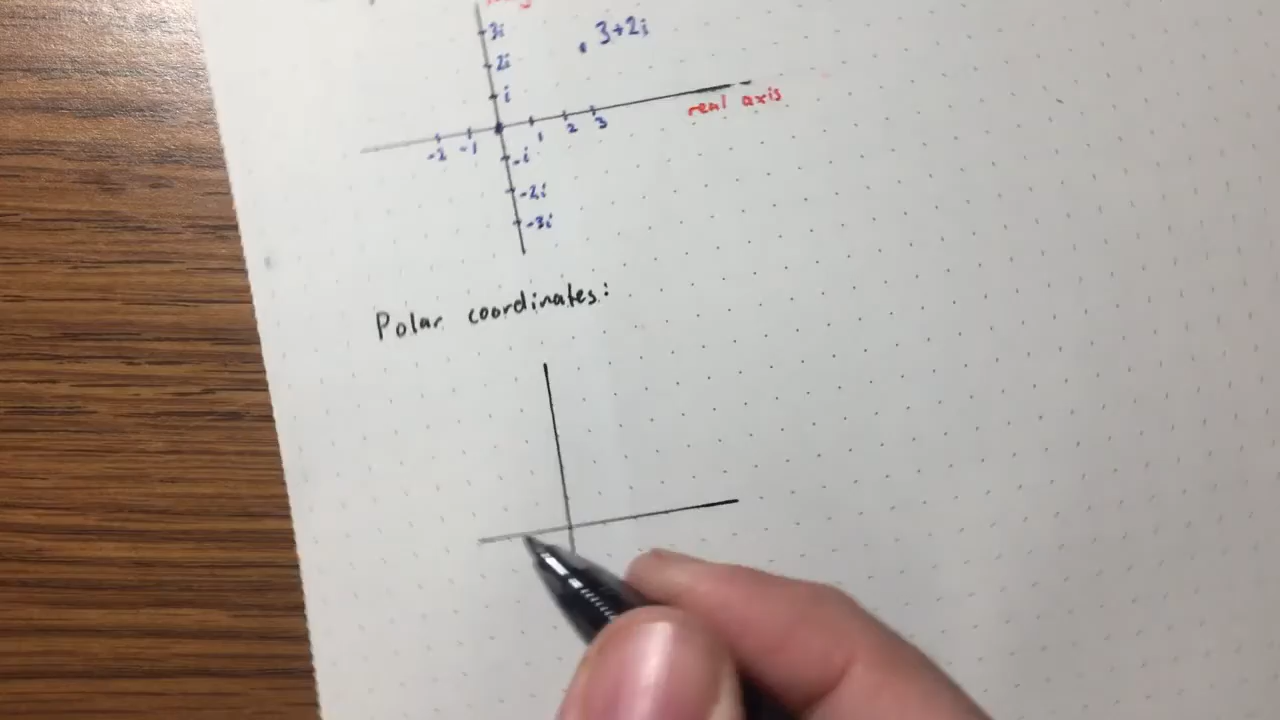 3i
3+2i
2i
i
real axis
-2 -1 1 2 3
-i
-2i
-3i
Polar coordinates: